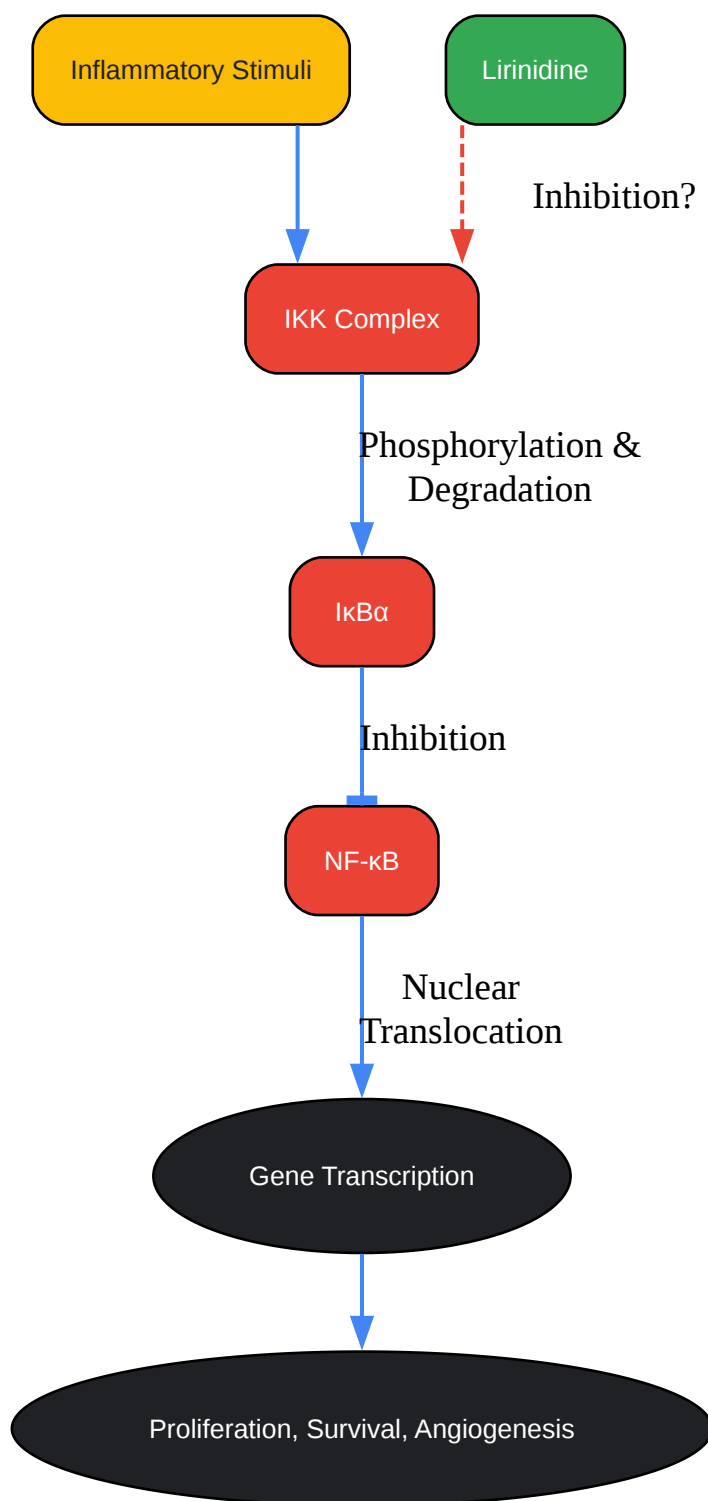 Inflammatory Stimuli
Lirinidine
Inhibition?
IKK Complex
Phosphorylation &
Degradation
IκBα
Inhibition
NF-κB
Nuclear
Translocation
Gene Transcription
Proliferation, Survival, Angiogenesis